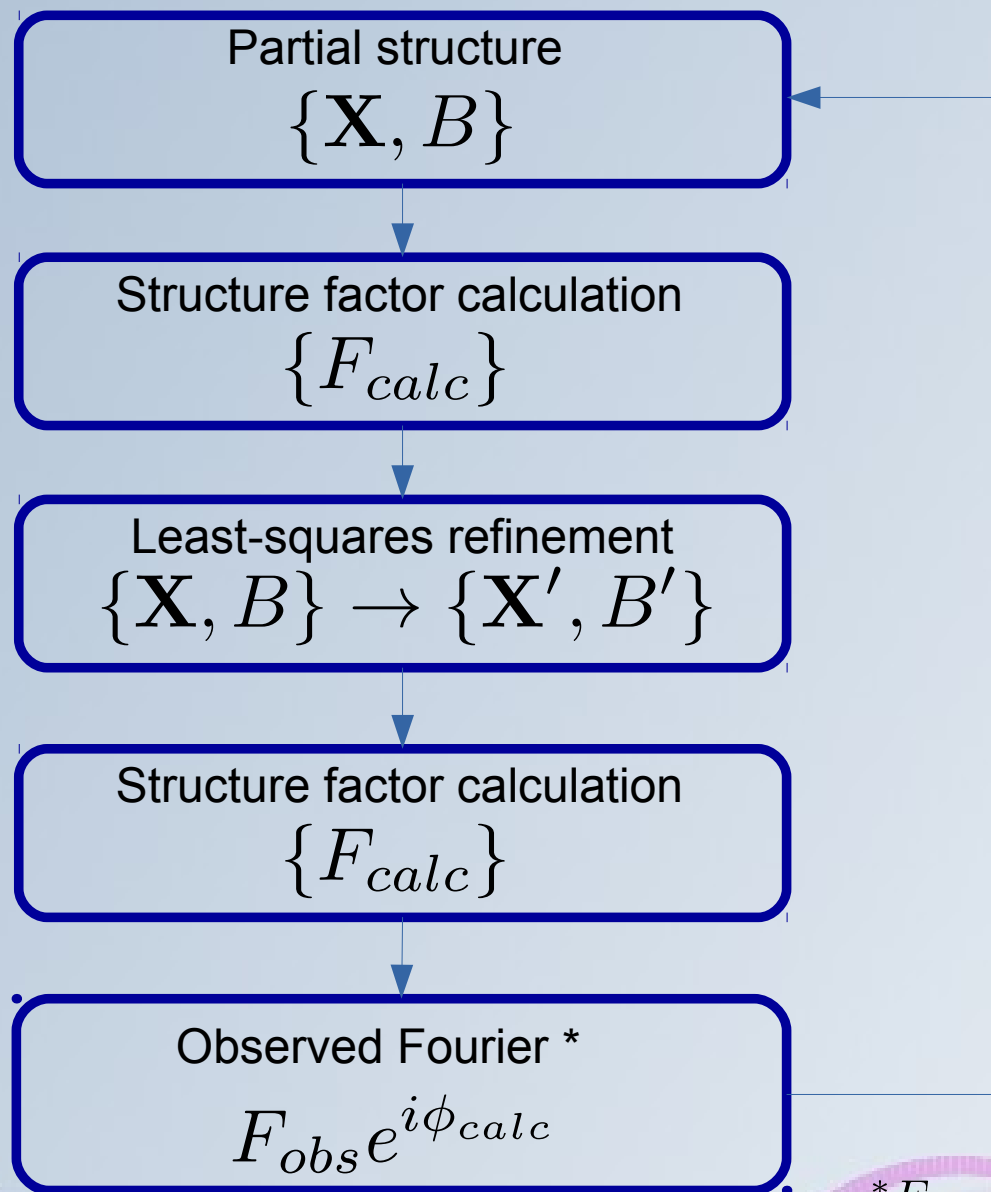 Partial structure
{X, B}
Structure factor calculation
{F_calc}
Least-squares refinement
{X, B} → {X′, B′}
Structure factor calculation
{F_calc}
Observed Fourier *
F_obs e^{iϕ_calc}
* F